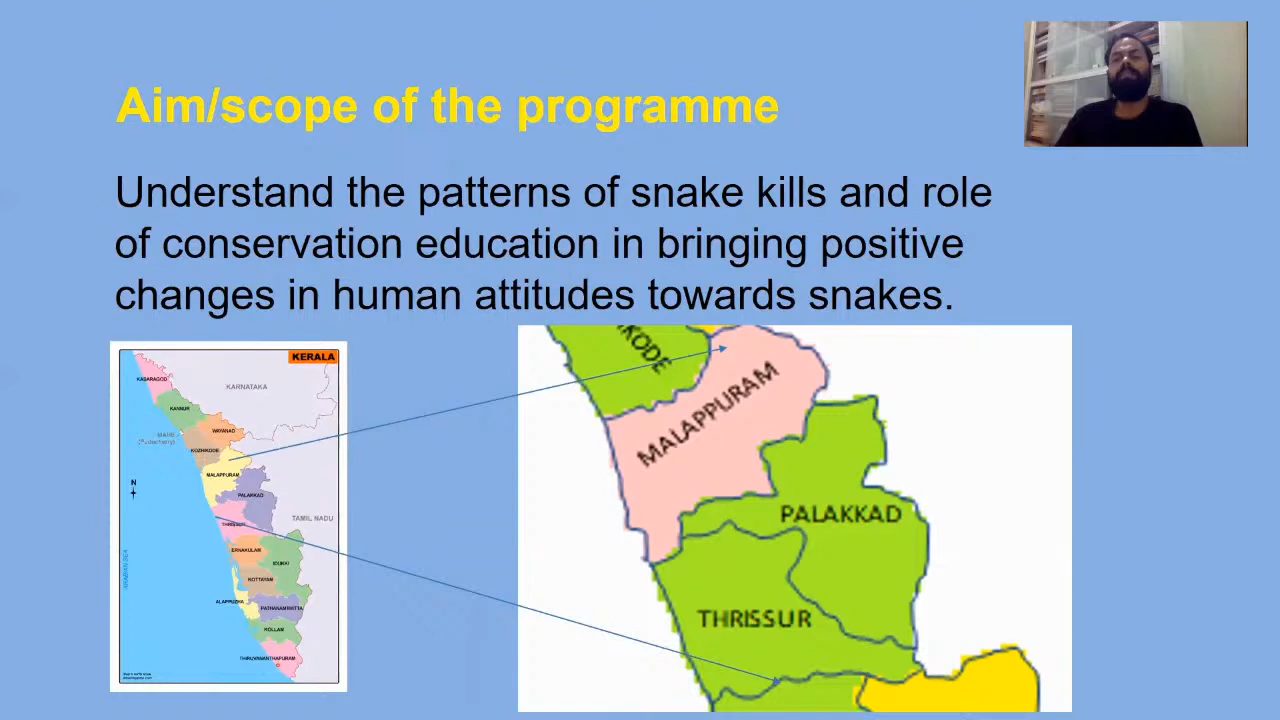 Aim/scope of the programme
Understand the patterns of snake kills and role
of conservation education in bringing positive
changes in human attitudes towards snakes.
KERALA
KASARAGOD
KARNATAKA
KANNUR
WAYANAD
MAHE
(Puducherry)
KOZHIKODE
MALAPPURAM
N
PALAKKAD
TAMIL NADU
THRISSUR
ERNAKULAM
IDUKKI
ARABIAN SEA
KOTTAYAM
ALAPPUZHA
PATHANAMTHITTA
KOLLAM
THIRUVANANTHAPURAM
KODE
MALAPPURAM
PALAKKAD
THRISSUR